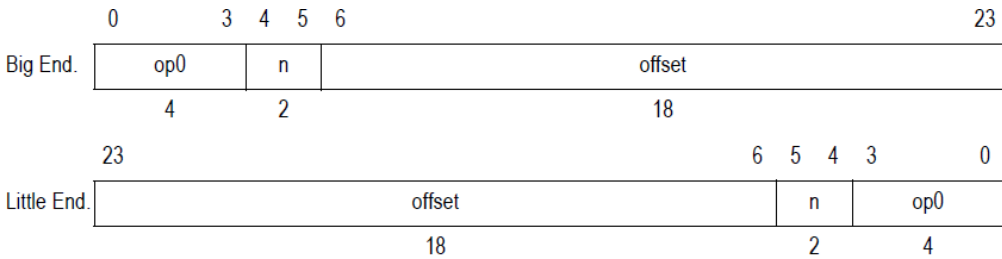 0 3 4 5 6 23
Big End. op0 n offset
4 2 18
23 6 5 4 3 0
Little End. offset n op0
18 2 4